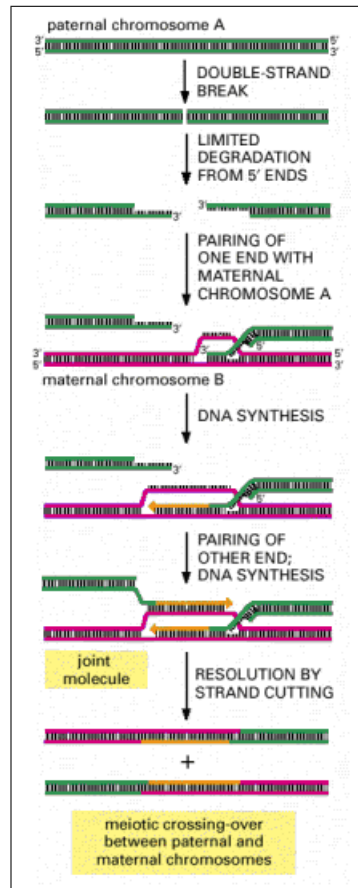 paternal chromosome A
3′ 5′
5′ 3′
DOUBLE-STRAND
BREAK
LIMITED
DEGRADATION
FROM 5′ ENDS
3′
3′
PAIRING OF
ONE END WITH
MATERNAL
CHROMOSOME A
3′
3′ 3′ 5′ 5′
5′ 3′
maternal chromosome B
DNA SYNTHESIS
3′
5′
PAIRING OF
OTHER END;
DNA SYNTHESIS
joint
molecule
RESOLUTION BY
STRAND CUTTING
+
meiotic crossing-over
between paternal and
maternal chromosomes